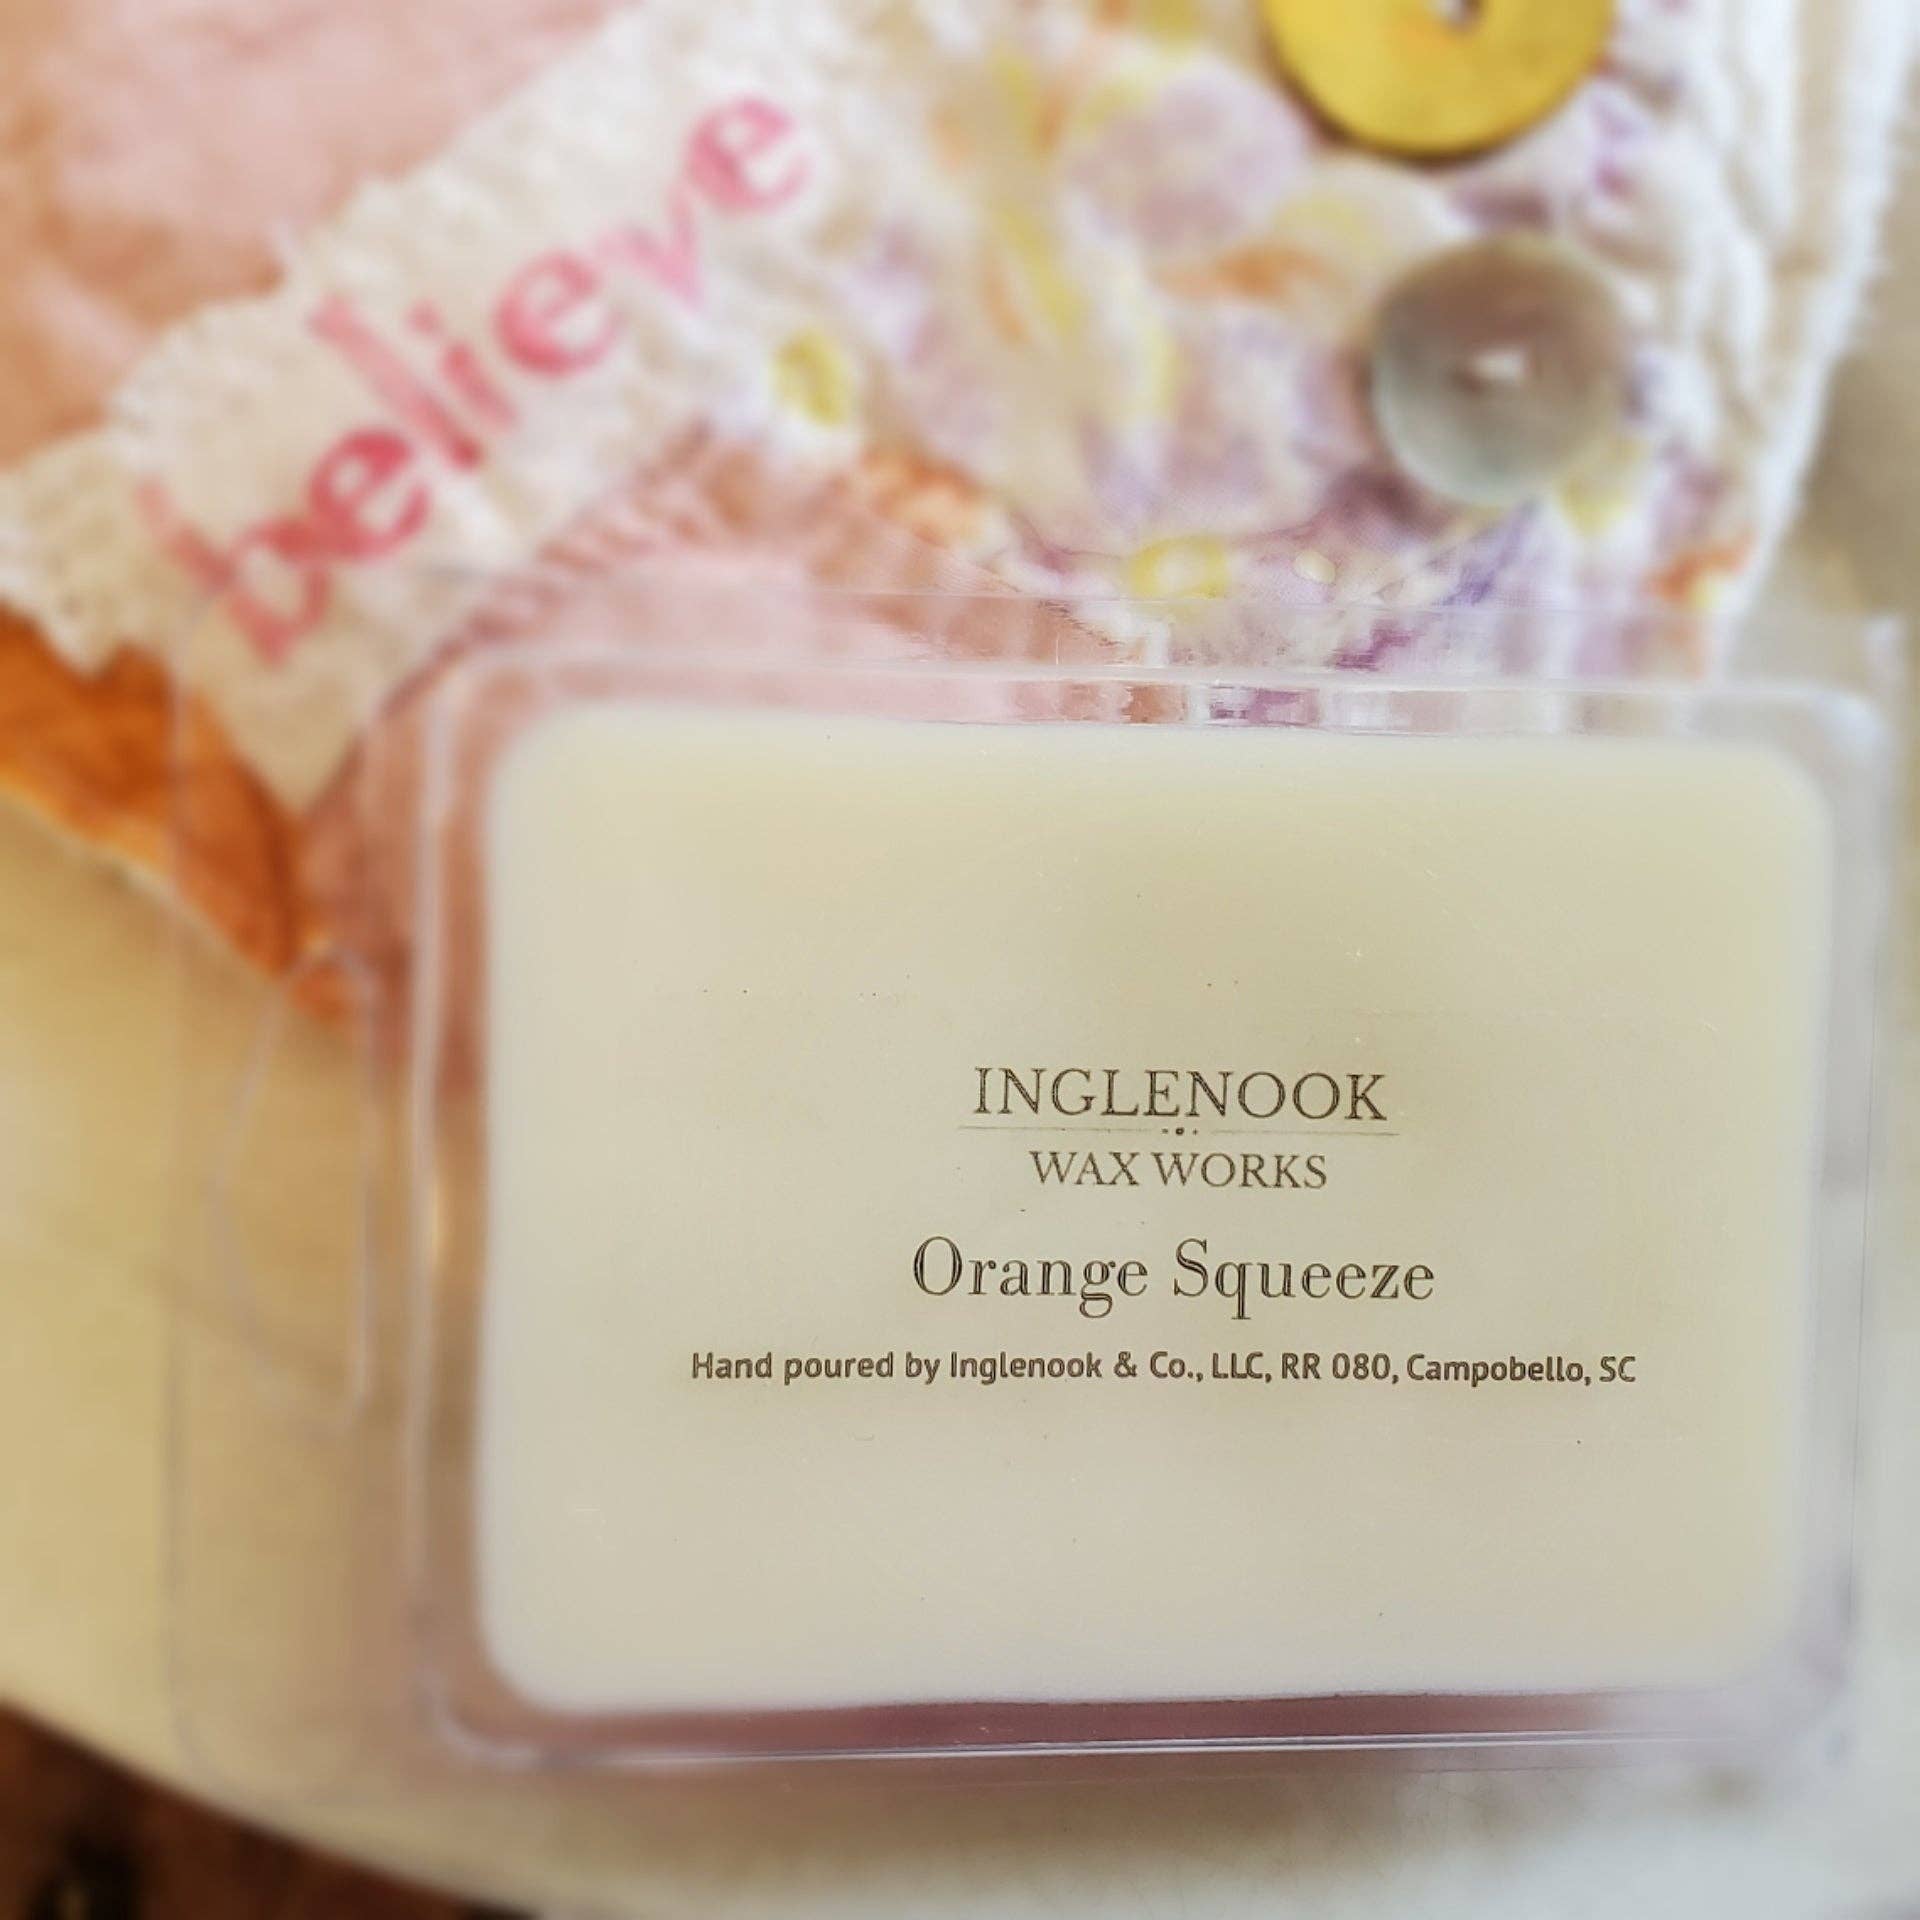 believe
INGLENOOK
WAX WORKS
Orange Squeeze
Hand poured by Inglenook & Co., LLC, RR 080, Campobello, SC